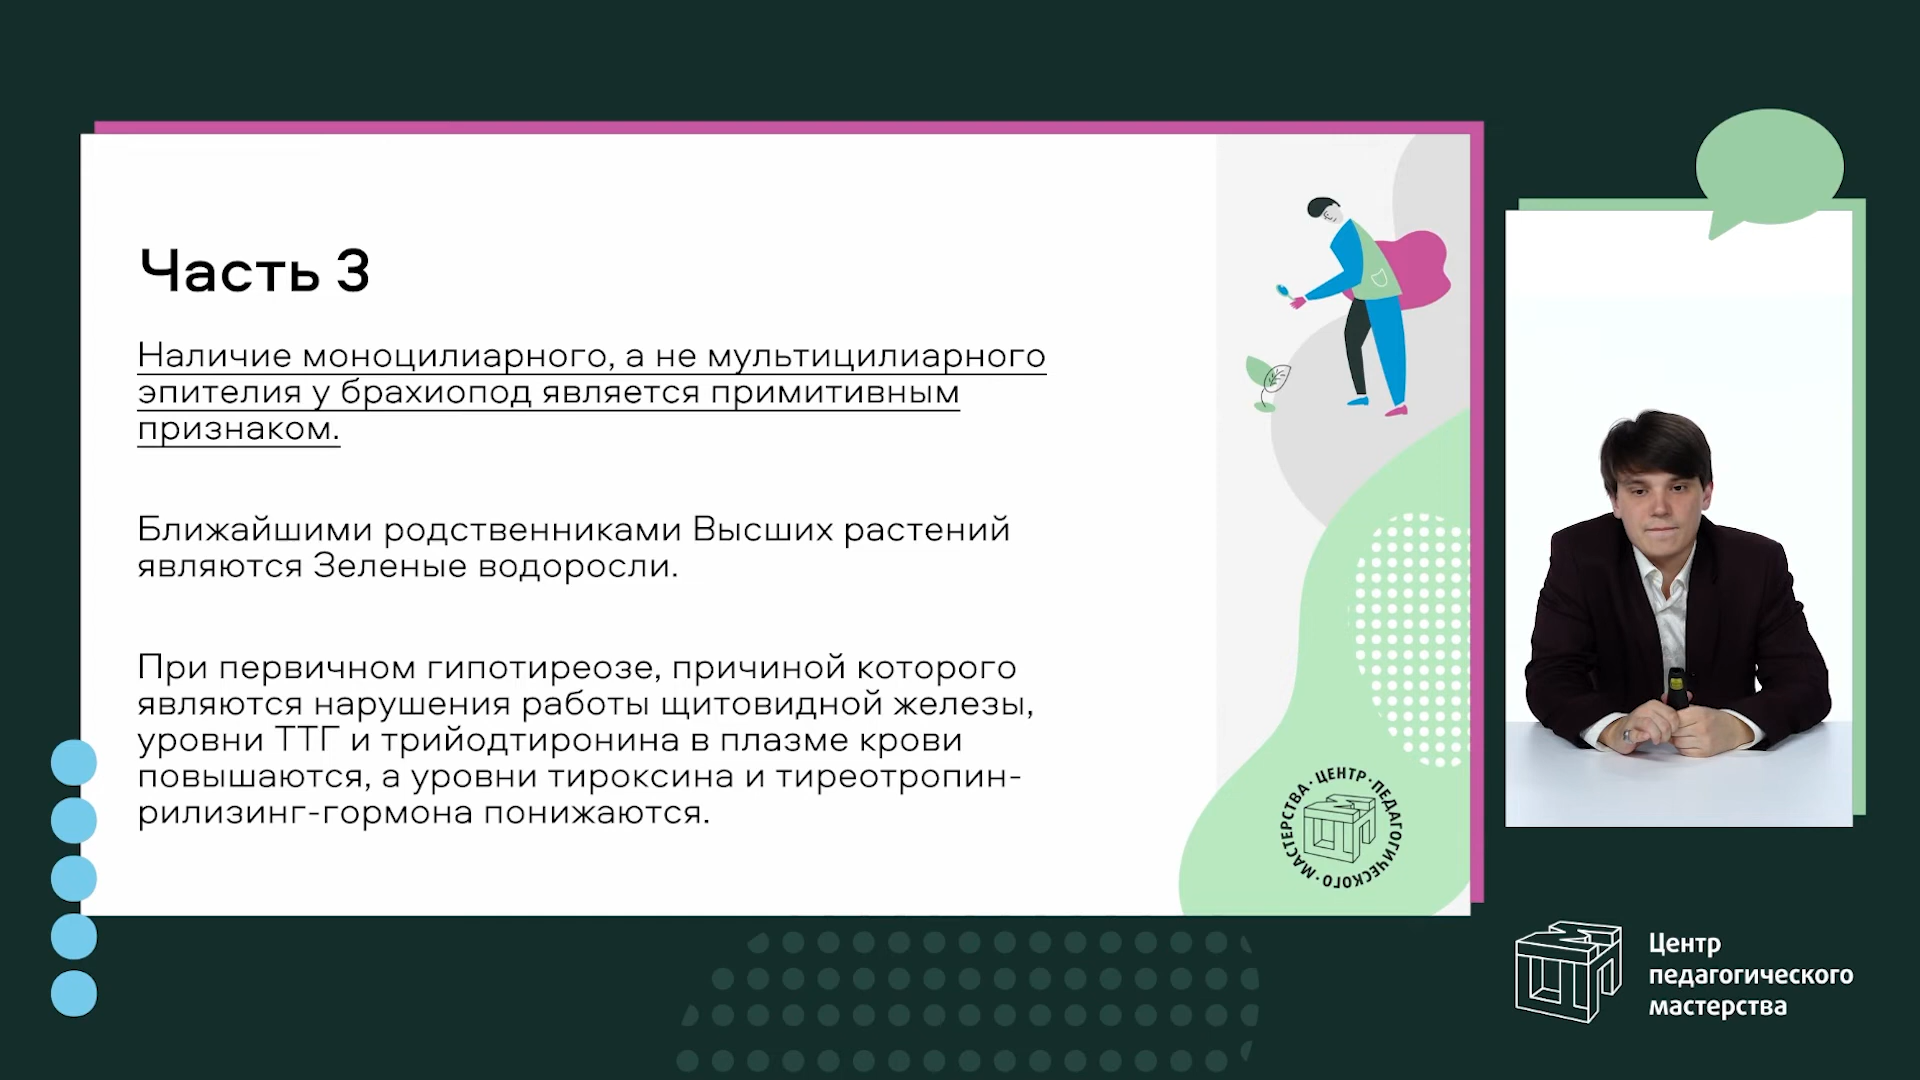 Часть 3
Наличие моноцилиарного, а не мультицилиарного
эпителия у брахиопод является примитивным
признаком.
Ближайшими родственниками Высших растений
являются Зеленые водоросли.
При первичном гипотиреозе, причиной которого
являются нарушения работы щитовидной железы,
уровни ТТГ и трийодтиронина в плазме крови
повышаются, а уровни тироксина и тиреотропин-
рилизинг-гормона понижаются.
ЦЕНТР · ПЕДАГОГИЧЕСКОГО · МАСТЕРСТВА ·
Центр
педагогического
мастерства